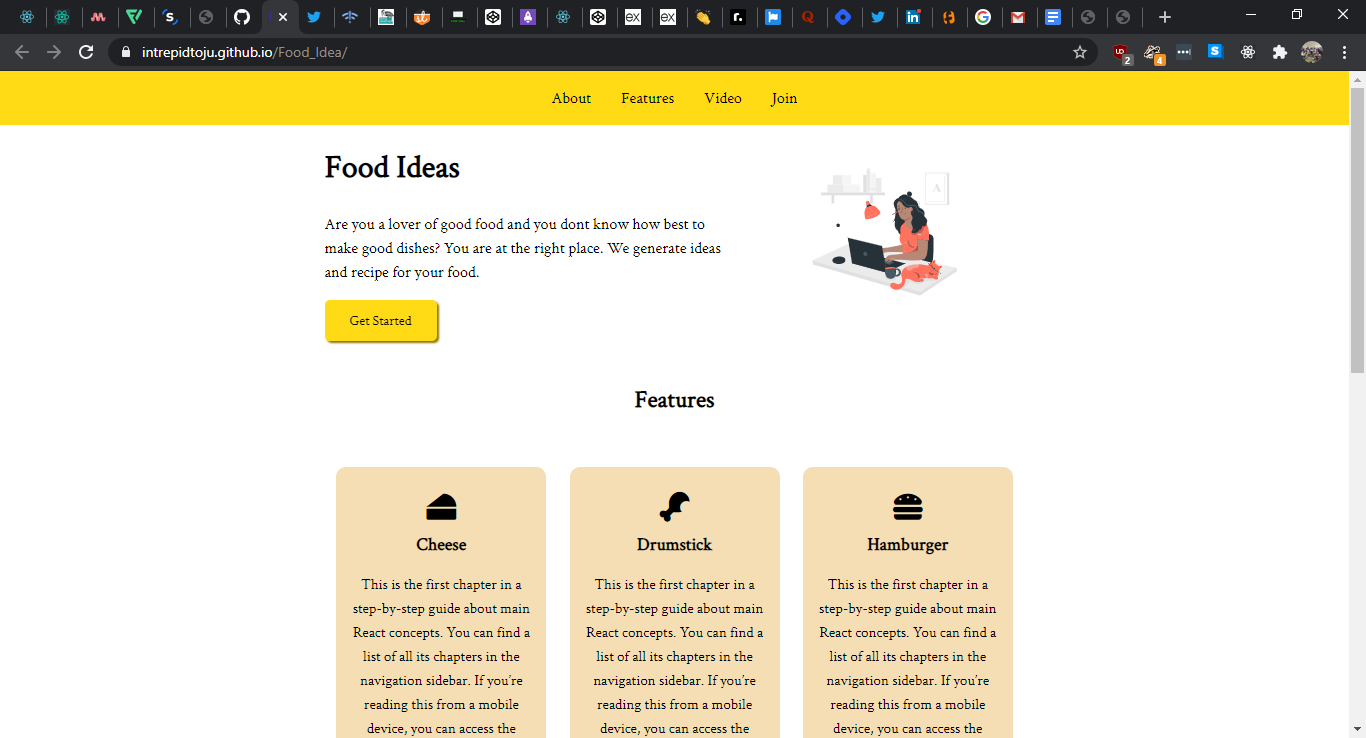 intrepidtoju.github.io/Food_Idea/
2
4
About Features Video Join
Food Ideas
A
Are you a lover of good food and you dont know how best to
make good dishes? You are at the right place. We generate ideas
and recipe for your food.
Get Started
Features
Cheese
This is the first chapter in a
step-by-step guide about main
React concepts. You can find a
list of all its chapters in the
navigation sidebar. If you're
reading this from a mobile
device, you can access the
Drumstick
This is the first chapter in a
step-by-step guide about main
React concepts. You can find a
list of all its chapters in the
navigation sidebar. If you're
reading this from a mobile
device, you can access the
Hamburger
This is the first chapter in a
step-by-step guide about main
React concepts. You can find a
list of all its chapters in the
navigation sidebar. If you're
reading this from a mobile
device, you can access the